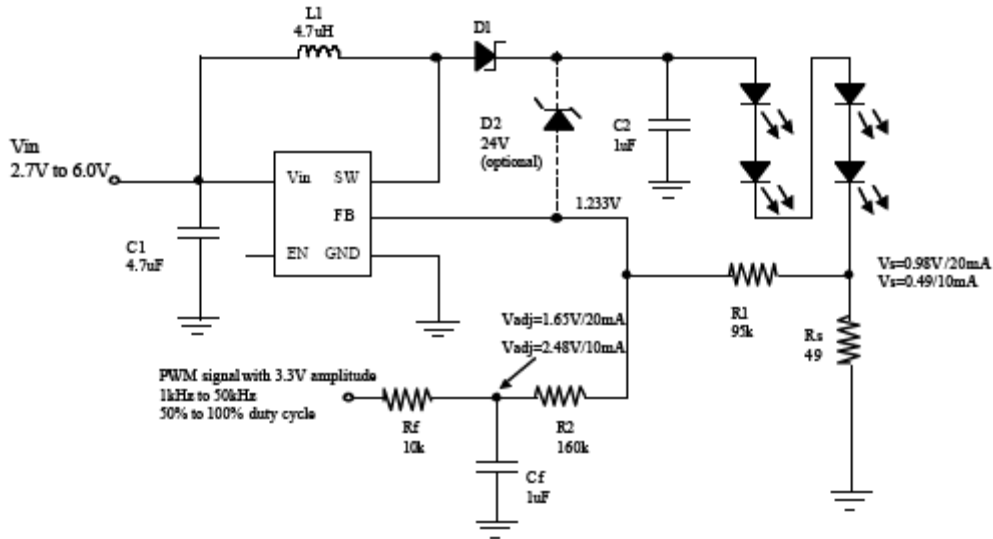 L1
4.7uH
D1
Vin
2.7V to 6.0V
D2
24V
(optional)
C2
1uF
Vin SW
FB
EN GND
1.233V
C1
4.7uF
Vs=0.98V/20mA
Vs=0.49/10mA
R1
95k
Rs
49
Vadj=1.65V/20mA
Vadj=2.48V/10mA
PWM signal with 3.3V amplitude
1kHz to 50kHz
50% to 100% duty cycle
Rf
10k
R2
160k
Cf
1uF